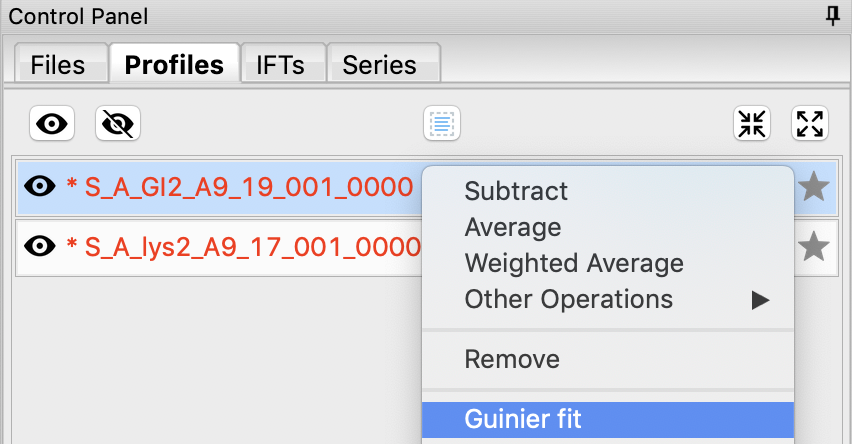 Control Panel
Files Profiles IFTs Series
* S_A_GI2_A9_19_001_0000
* S_A_lys2_A9_17_001_0000
Subtract
Average
Weighted Average
Other Operations
Remove
Guinier fit